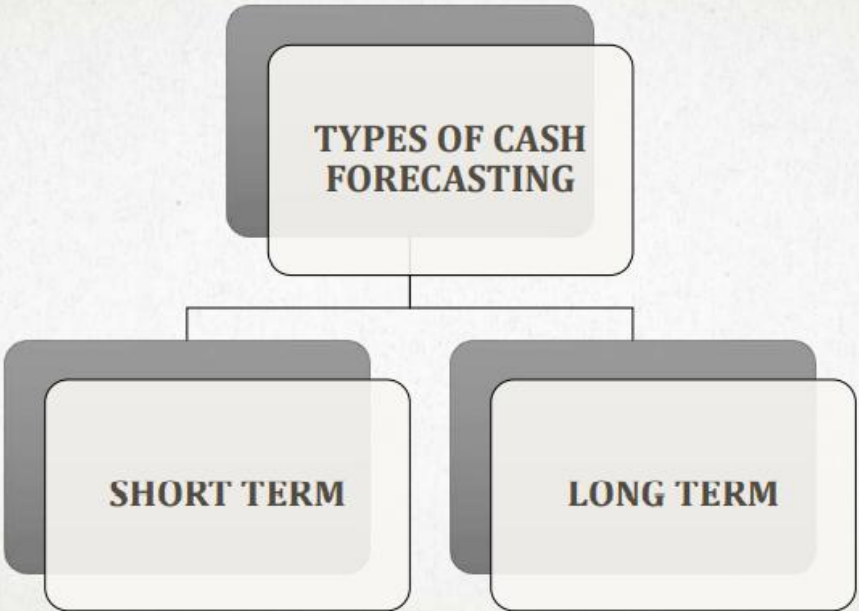 TYPES OF CASH
FORECASTING
SHORT TERM
LONG TERM